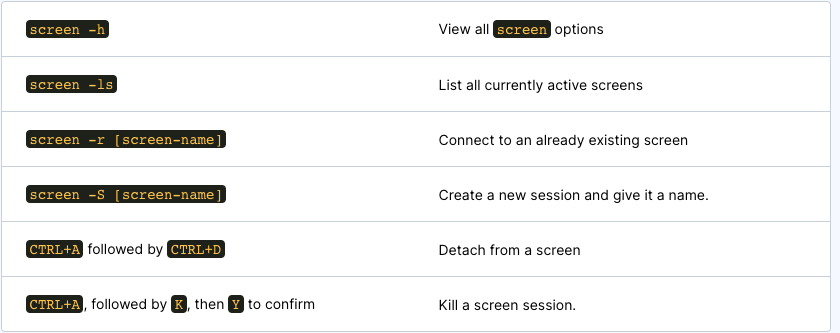 screen -h View all screen options
screen -ls List all currently active screens
screen -r [screen-name] Connect to an already existing screen
screen -S [screen-name] Create a new session and give it a name.
CTRL+A followed by CTRL+D Detach from a screen
CTRL+A, followed by K, then Y to confirm Kill a screen session.